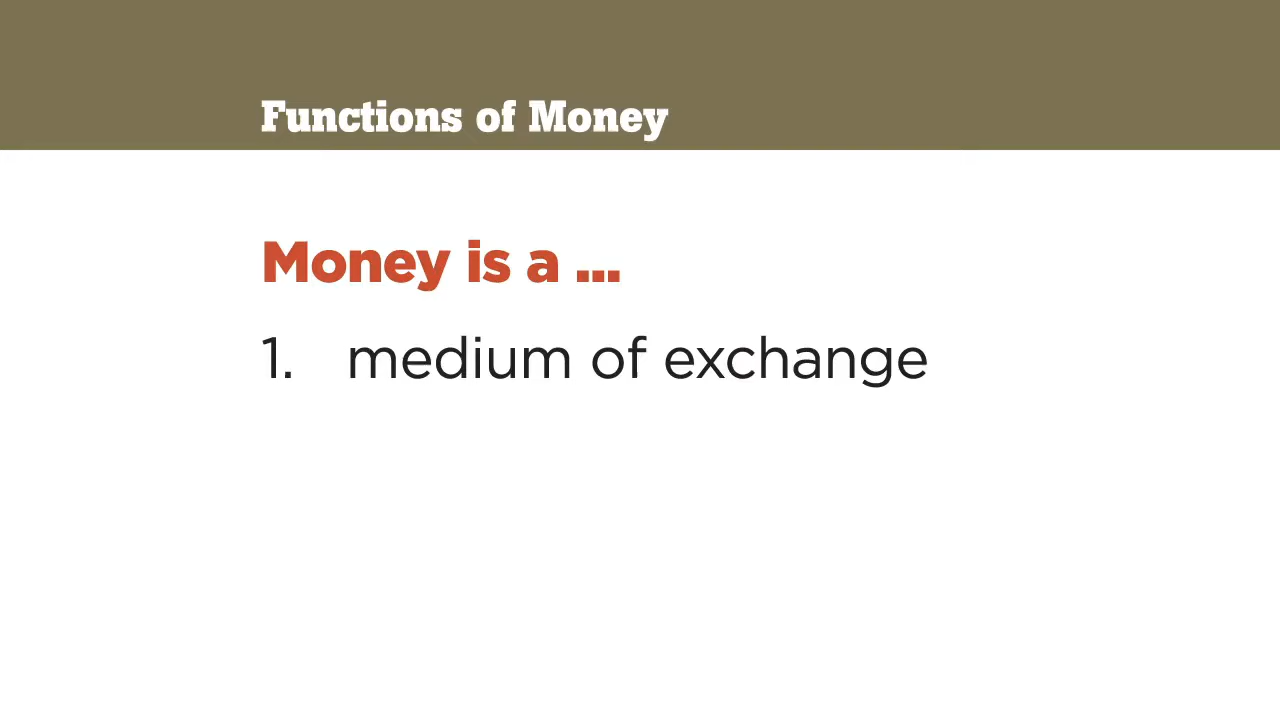 Functions of Money
Money is a ...
1. medium of exchange